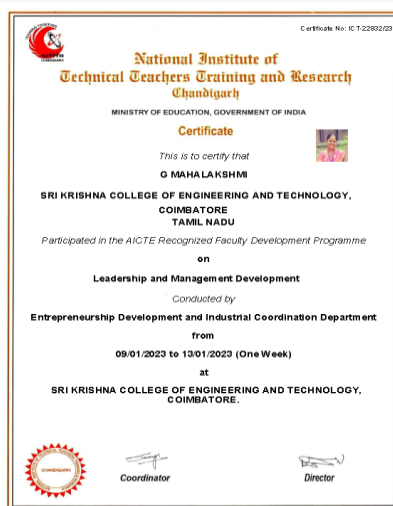 Certificate No: ICT-22832/23
National Institute of
Technical Teachers Training and Research
Chandigarh
MINISTRY OF EDUCATION, GOVERNMENT OF INDIA
Certificate
This is to certify that
G MAHALAKSHMI
SRI KRISHNA COLLEGE OF ENGINEERING AND TECHNOLOGY,
COIMBATORE
TAMIL NADU
Participated in the AICTE Recognized Faculty Development Programme
on
Leadership and Management Development
Conducted by
Entrepreneurship Development and Industrial Coordination Department
from
09/01/2023 to 13/01/2023 (One Week)
at
SRI KRISHNA COLLEGE OF ENGINEERING AND TECHNOLOGY,
COIMBATORE.
CHANDIGARH
Coordinator
Director